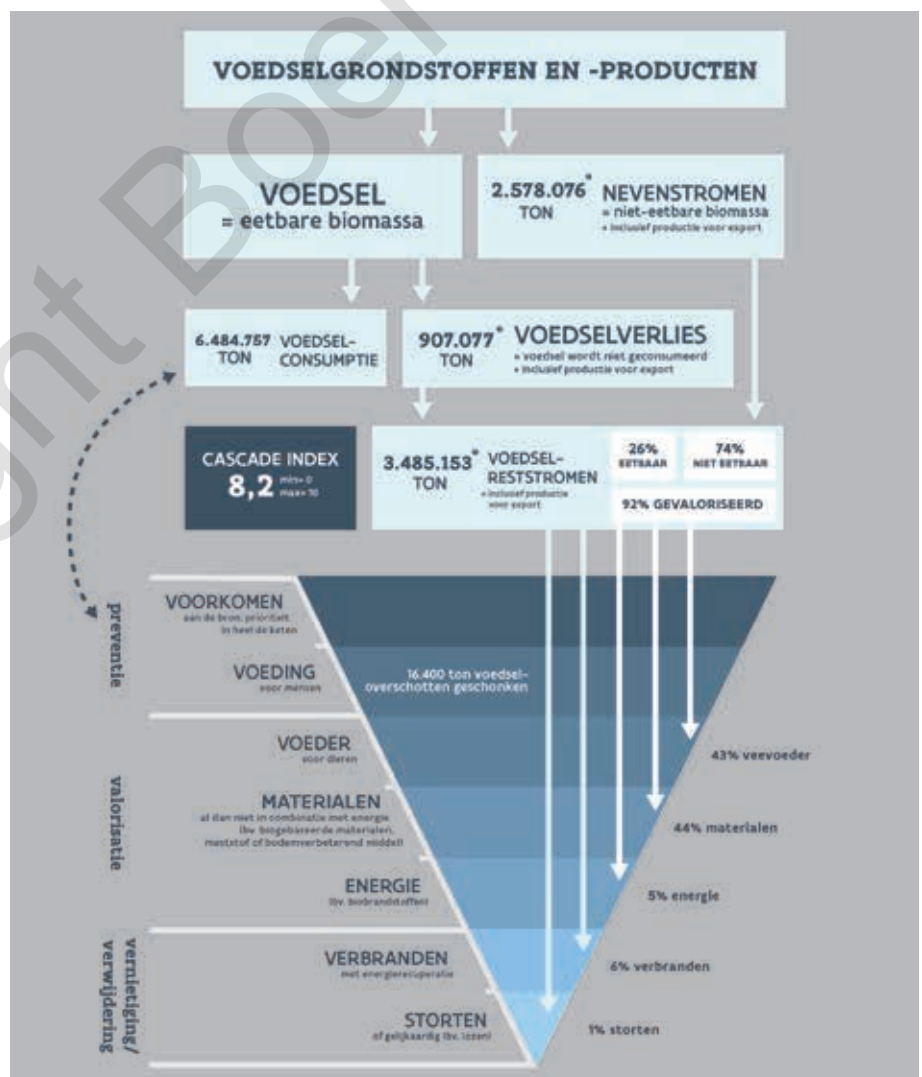 VOEDSELGRONDSTOFFEN EN -PRODUCTEN
VOEDSEL
= eetbare biomassa
2.578.076*
TON
NEVENSTROMEN
= niet-eetbare biomassa
* inclusief productie voor export
6.484.757
TON
VOEDSEL-
CONSUMPTIE
907.077*
TON
VOEDSELVERLIES
= voedsel wordt niet geconsumeerd
* inclusief productie voor export
CASCADE INDEX
8,2
min= 0
max= 10
3.485.153*
TON
VOEDSEL-
RESTSTROMEN
* inclusief productie
voor export
26%
EETBAAR
74%
NIET EETBAAR
92% GEVALORISEERD
preventie
VOORKOMEN
aan de bron, prioriteit
in heel de keten
VOEDING
voor mensen
16.400 ton voedsel-
overschotten geschonken
valorisatie
VOEDER
voor dieren
43% veevoeder
MATERIALEN
al dan niet in combinatie met energie
(bv. biogebaseerde materialen,
meststof of bodemverbeterend middel)
44% materialen
ENERGIE
(bv. biobrandstoffen)
5% energie
vernietiging/
verwijdering
VERBRANDEN
met energierecuperatie
6% verbranden
STORTEN
of gelijkaardig (bv. lozen)
1% storten